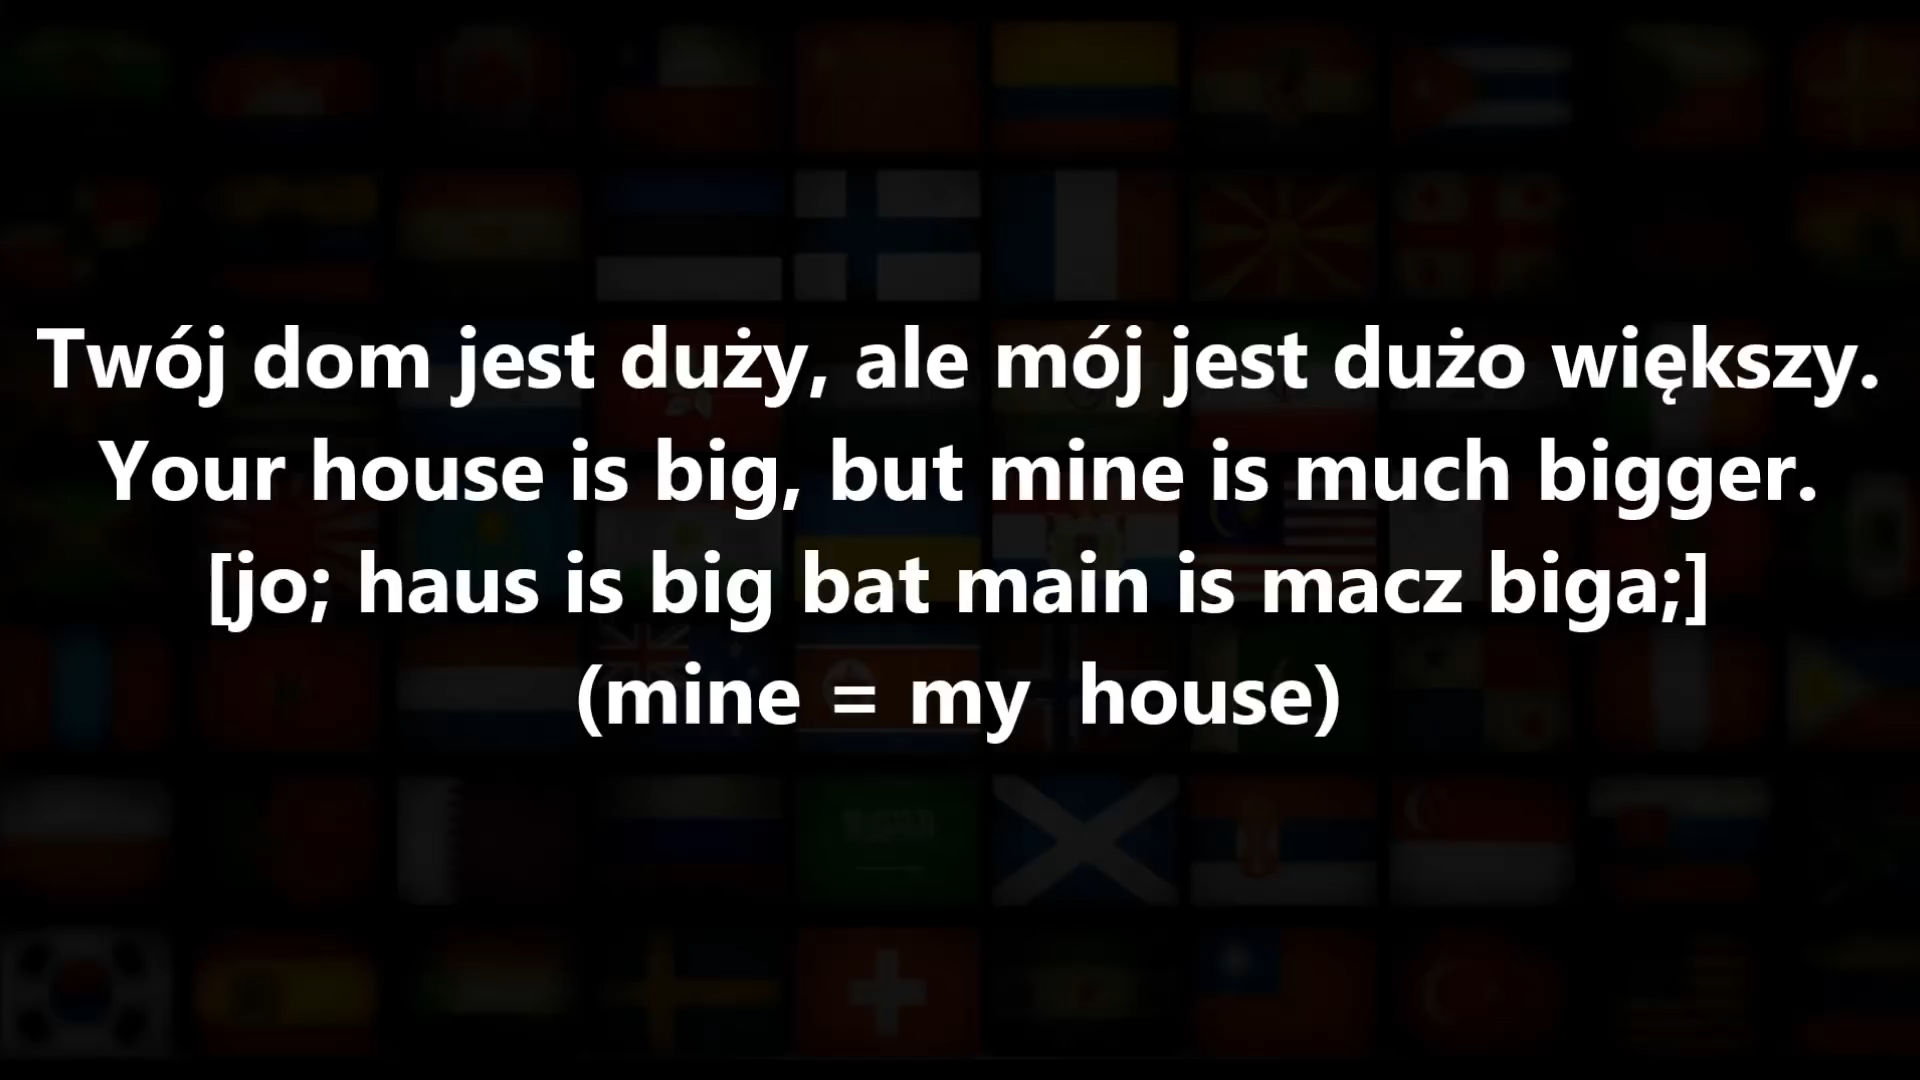 Twój dom jest duży, ale mój jest dużo większy.
Your house is big, but mine is much bigger.
[jo; haus is big bat main is macz biga;]
(mine = my  house)